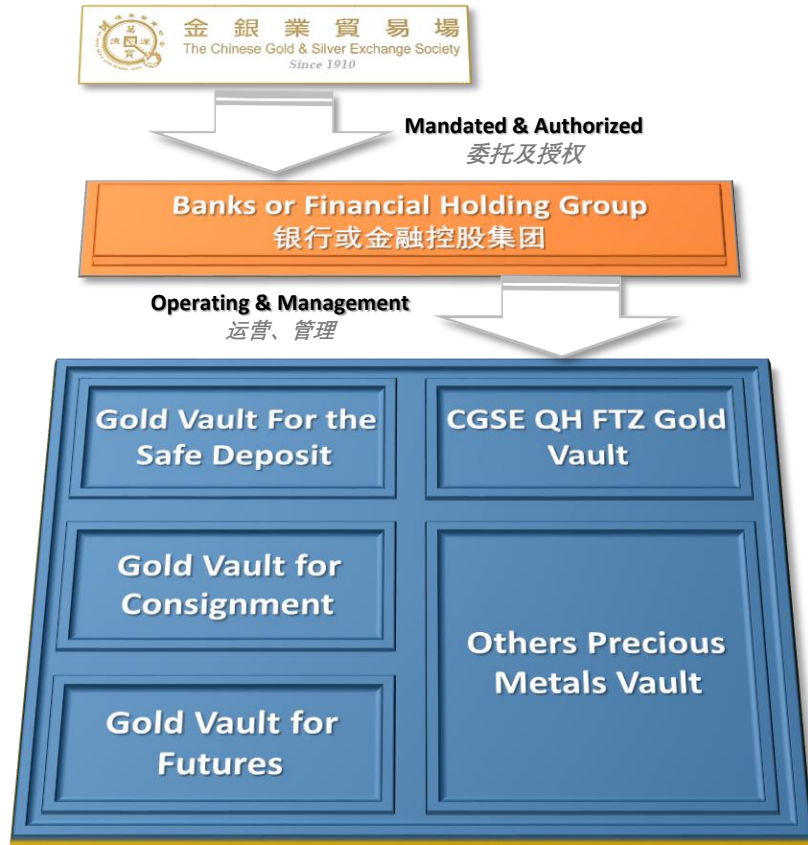 金銀業貿易場
The Chinese Gold & Silver Exchange Society
Since 1910
Mandated & Authorized
委托及授权
Banks or Financial Holding Group
银行或金融控股集团
Operating & Management
运营、管理
Gold Vault For the
Safe Deposit
CGSE QH FTZ Gold
Vault
Gold Vault for
Consignment
Others Precious
Metals Vault
Gold Vault for
Futures